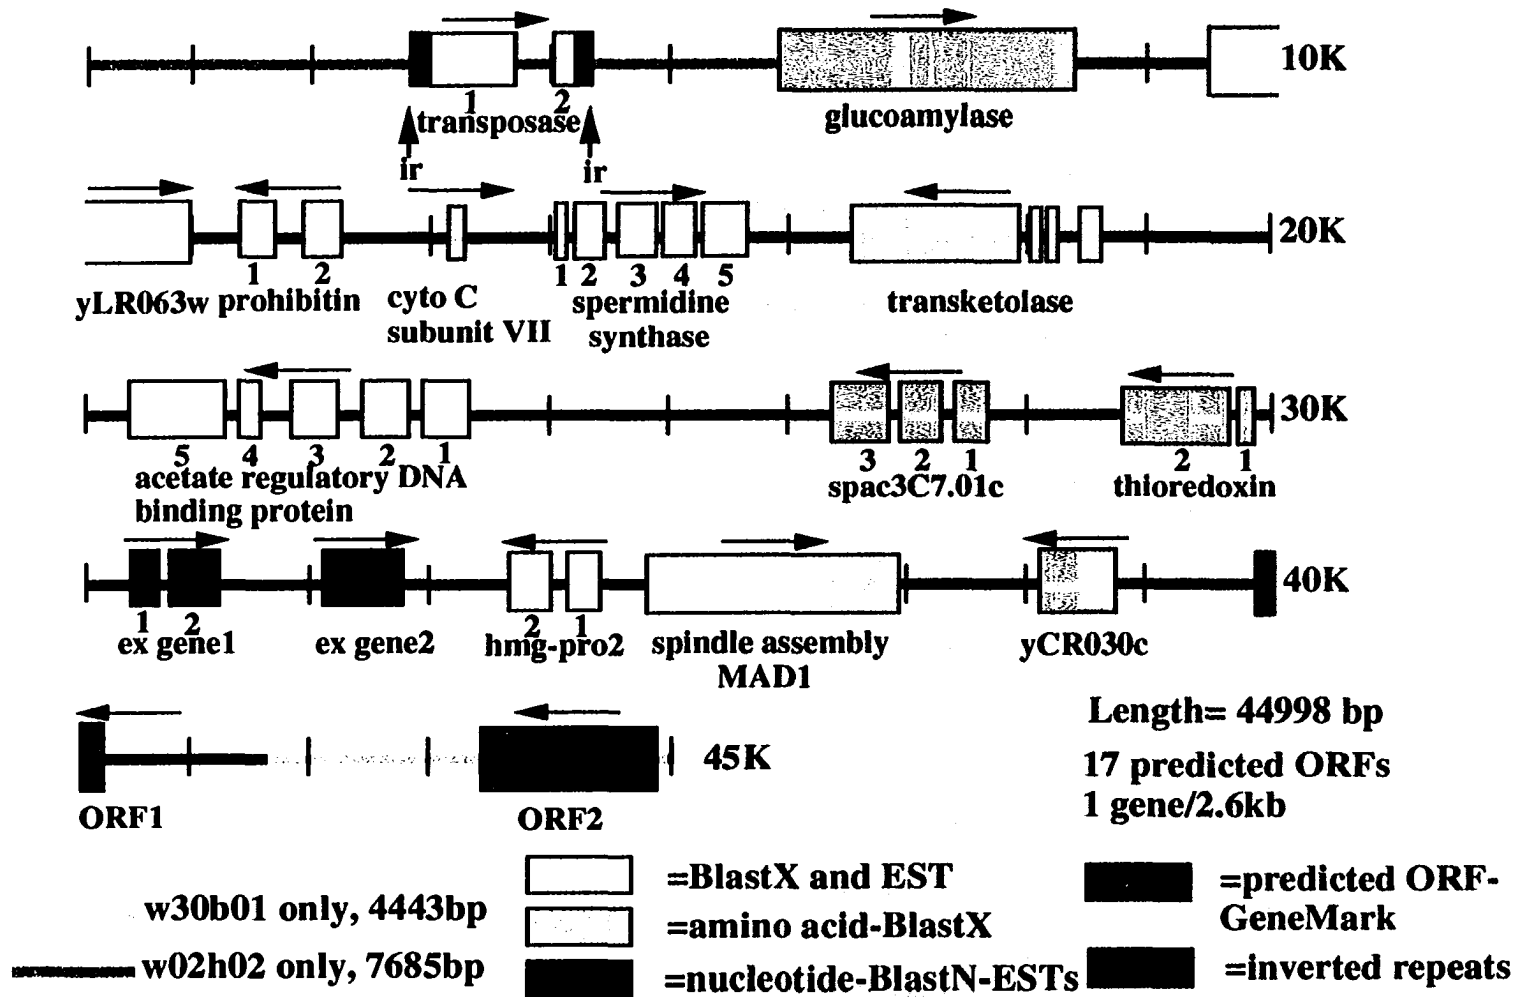 10K
1 2
transposase
glucoamylase
ir ir
20K
1 2
1 2 3 4 5
yLR063w prohibitin
cyto C
subunit VII
spermidine
synthase
transketolase
30K
5 4 3 2 1
acetate regulatory DNA
binding protein
3 2 1
spac3C7.01c
2 1
thioredoxin
40K
1 2
ex gene1
ex gene2
2 1
hmg-pro2
spindle assembly
MAD1
yCR030c
45K
ORF1
ORF2
Length= 44998 bp
17 predicted ORFs
1 gene/2.6kb
w30b01 only, 4443bp
w02h02 only, 7685bp
=BlastX and EST
=amino acid-BlastX
=nucleotide-BlastN-ESTs
=predicted ORF-
GeneMark
=inverted repeats